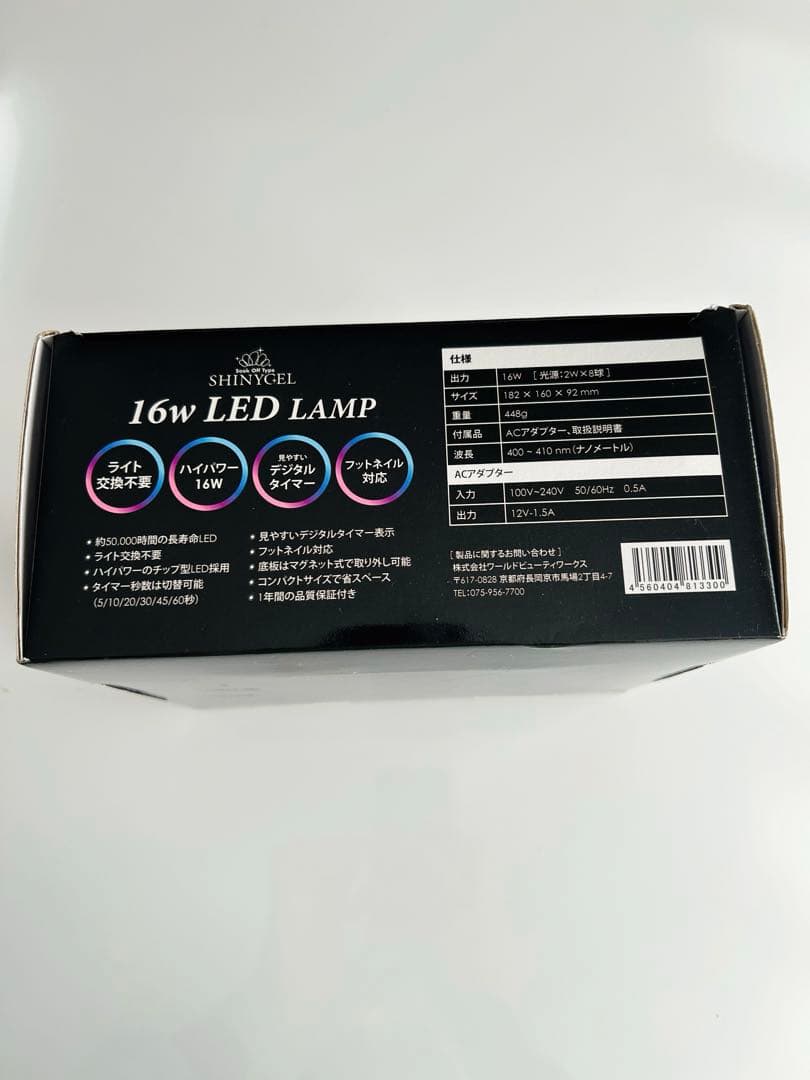 Soak Off Type
SHINYGEL
16w LED LAMP
ライト
交換不要
ハイパワー
16W
見やすい
デジタル
タイマー
フットネイル
対応
• 約50.000時間の長寿命LED
• ライト交換不要
• ハイパワーのチップ型LED採用
• タイマー秒数は切替可能
(5/10/20/30/45/60秒)
• 見やすいデジタルタイマー表示
• フットネイル対応
• 底板はマグネット式で取り外し可能
• コンパクトサイズで省スペース
• 1年間の品質保証付き
仕様
出力 16W [光源:2W×8球]
サイズ 182 × 160 × 92 mm
重量 448g
付属品 ACアダプター、取扱説明書
波長 400 ~ 410 nm(ナノメートル)
ACアダプター
入力 100V~240V 50/60Hz 0.5A
出力 12V-1.5A
[製品に関するお問い合わせ]
株式会社ワールドビューティワークス
〒617-0828 京都府長岡京市馬場2丁目4-7
TEL:075-956-7700
4 560404 813300